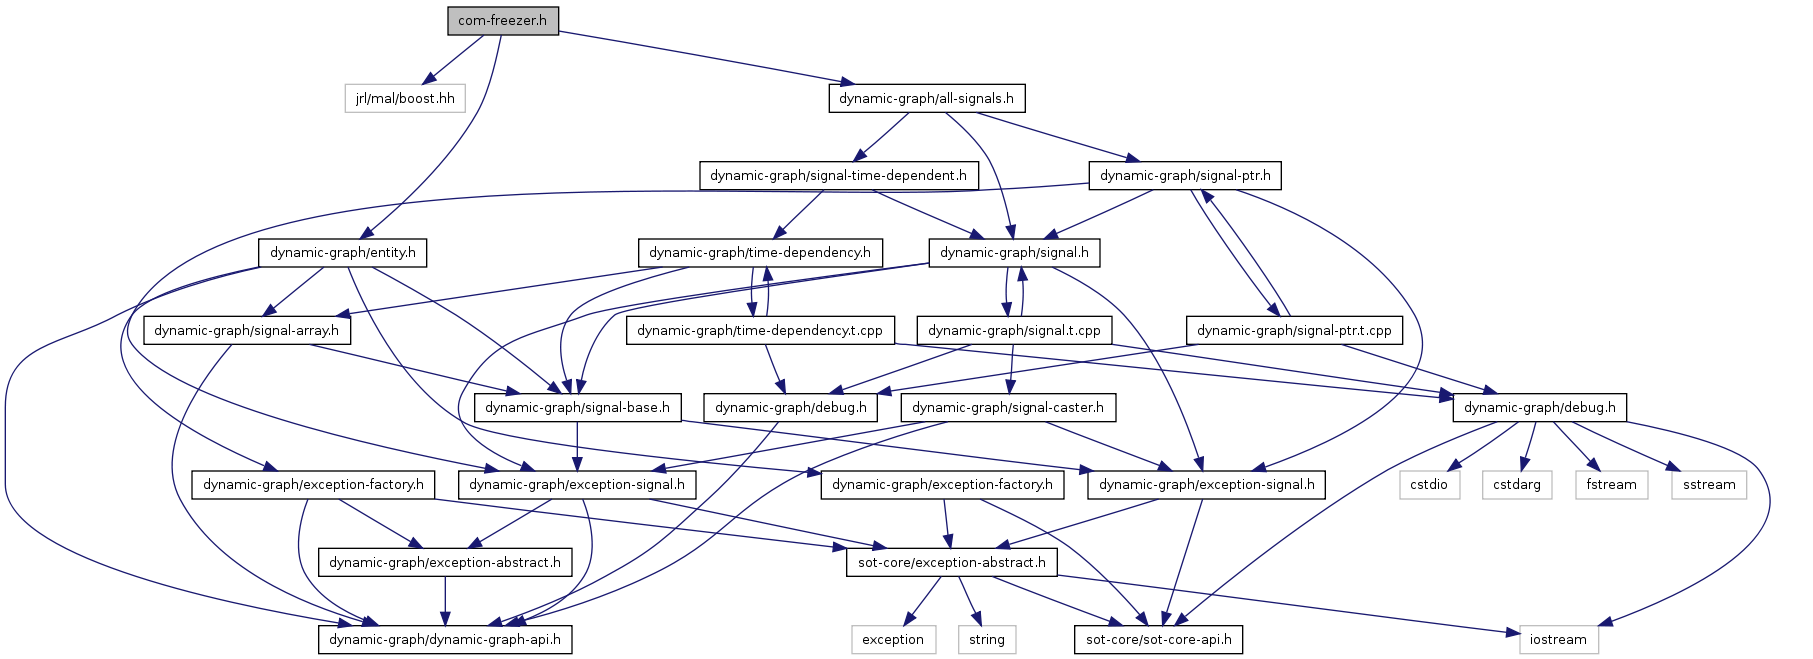 com-freezer.h
jrl/mal/boost.hh
dynamic-graph/all-signals.h
dynamic-graph/signal-time-dependent.h
dynamic-graph/signal-ptr.h
dynamic-graph/entity.h
dynamic-graph/time-dependency.h
dynamic-graph/signal.h
dynamic-graph/signal-array.h
dynamic-graph/time-dependency.t.cpp
dynamic-graph/signal.t.cpp
dynamic-graph/signal-ptr.t.cpp
dynamic-graph/signal-base.h
dynamic-graph/debug.h
dynamic-graph/signal-caster.h
dynamic-graph/debug.h
dynamic-graph/exception-factory.h
dynamic-graph/exception-signal.h
dynamic-graph/exception-factory.h
dynamic-graph/exception-signal.h
cstdio
cstdarg
fstream
sstream
dynamic-graph/exception-abstract.h
sot-core/exception-abstract.h
dynamic-graph/dynamic-graph-api.h
exception
string
sot-core/sot-core-api.h
iostream